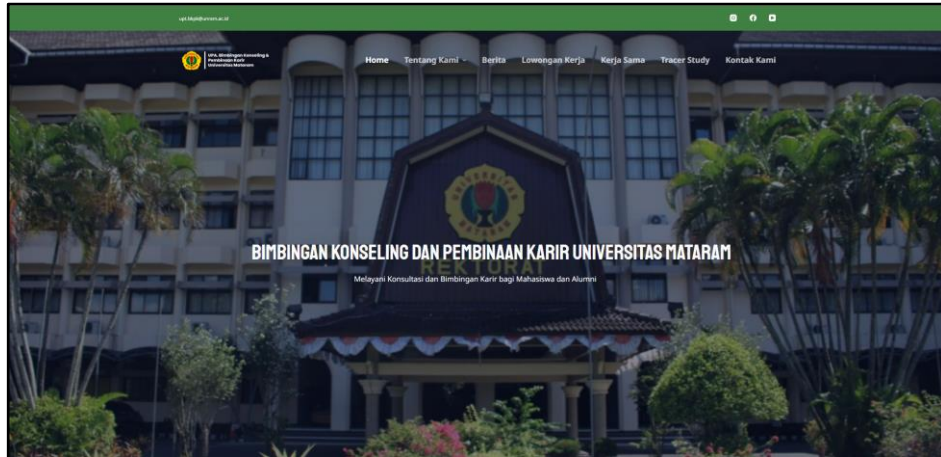 upt.bkpk@unram.ac.id
UPA. Bimbingan Konseling &
Pembinaan Karir
Universitas Mataram
Home Tentang Kami Berita Lowongan Kerja Kerja Sama Tracer Study Kontak Kami
UNIVERSITAS
MATARAM
BIMBINGAN KONSELING DAN PEMBINAAN KARIR UNIVERSITAS MATARAM
REKTORAT
Melayani Konsultasi dan Bimbingan Karir bagi Mahasiswa dan Alumni